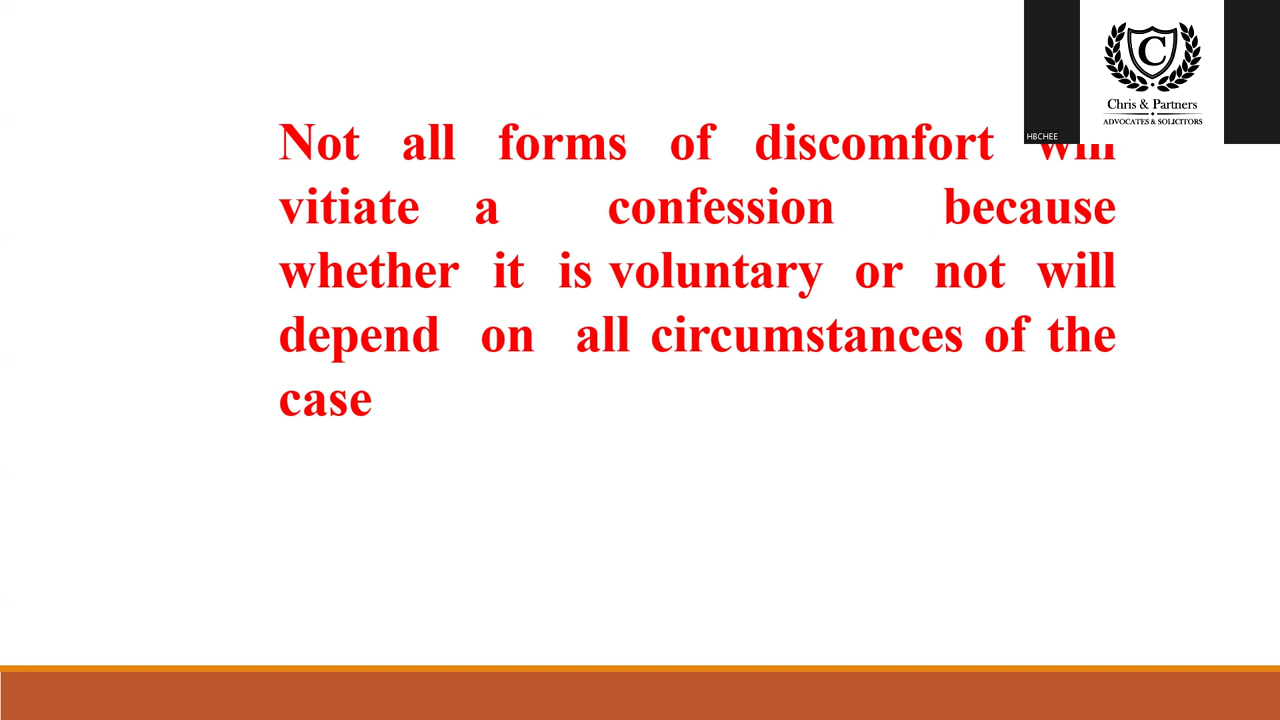 Not all forms of discomfort will
vitiate a confession because
whether it is voluntary or not will
depend on all circumstances of the
case
HBCHEE
C
Chris & Partners
ADVOCATES & SOLICITORS